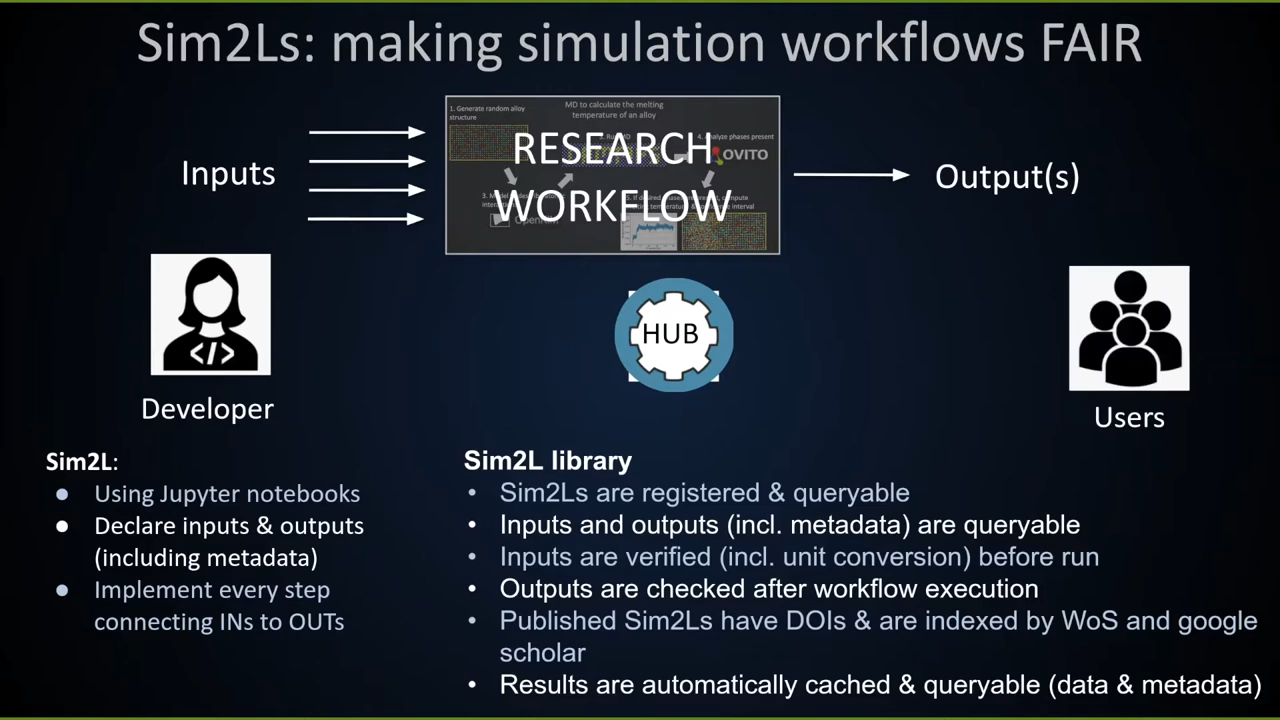 Sim2Ls: making simulation workflows FAIR
Inputs
1. Generate random alloy
structure
MD to calculate the melting
temperature of an alloy
4. Analyze phases present
OVITO
RESEARCH
WORKFLOW
Output(s)
HUB
</>
Developer
Users
Sim2L:
● Using Jupyter notebooks
● Declare inputs & outputs
(including metadata)
● Implement every step
connecting INs to OUTs
Sim2L library
• Sim2Ls are registered & queryable
• Inputs and outputs (incl. metadata) are queryable
• Inputs are verified (incl. unit conversion) before run
• Outputs are checked after workflow execution
• Published Sim2Ls have DOIs & are indexed by WoS and google
scholar
• Results are automatically cached & queryable (data & metadata)